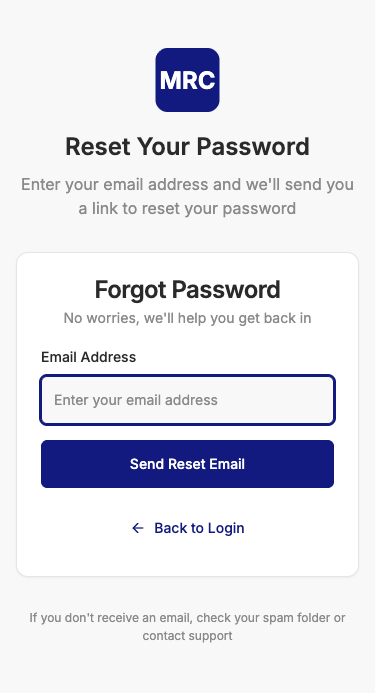 MRC
Reset Your Password
Enter your email address and we'll send you
a link to reset your password
Forgot Password
No worries, we'll help you get back in
Email Address
Enter your email address
Send Reset Email
← Back to Login
If you don't receive an email, check your spam folder or
contact support